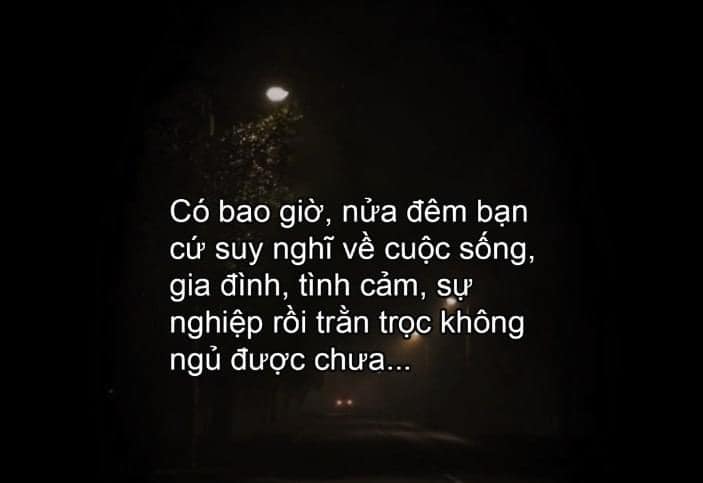 Có bao giờ, nửa đêm bạn
cứ suy nghĩ về cuộc sống,
gia đình, tình cảm, sự
nghiệp rồi trằn trọc không
ngủ được chưa...